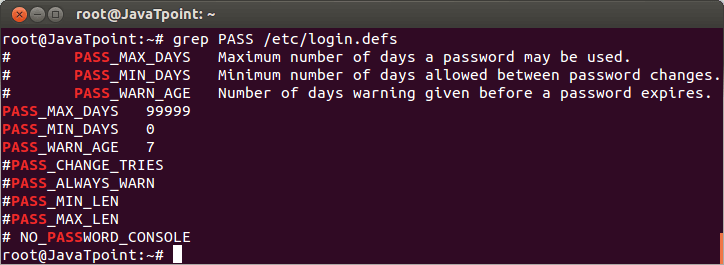 root@JavaTpoint: ~
root@JavaTpoint:~# grep PASS /etc/login.defs
#       PASS_MAX_DAYS   Maximum number of days a password may be used.
#       PASS_MIN_DAYS   Minimum number of days allowed between password changes.
#       PASS_WARN_AGE   Number of days warning given before a password expires.
PASS_MAX_DAYS   99999
PASS_MIN_DAYS   0
PASS_WARN_AGE   7
#PASS_CHANGE_TRIES
#PASS_ALWAYS_WARN
#PASS_MIN_LEN
#PASS_MAX_LEN
# NO_PASSWORD_CONSOLE
root@JavaTpoint:~#